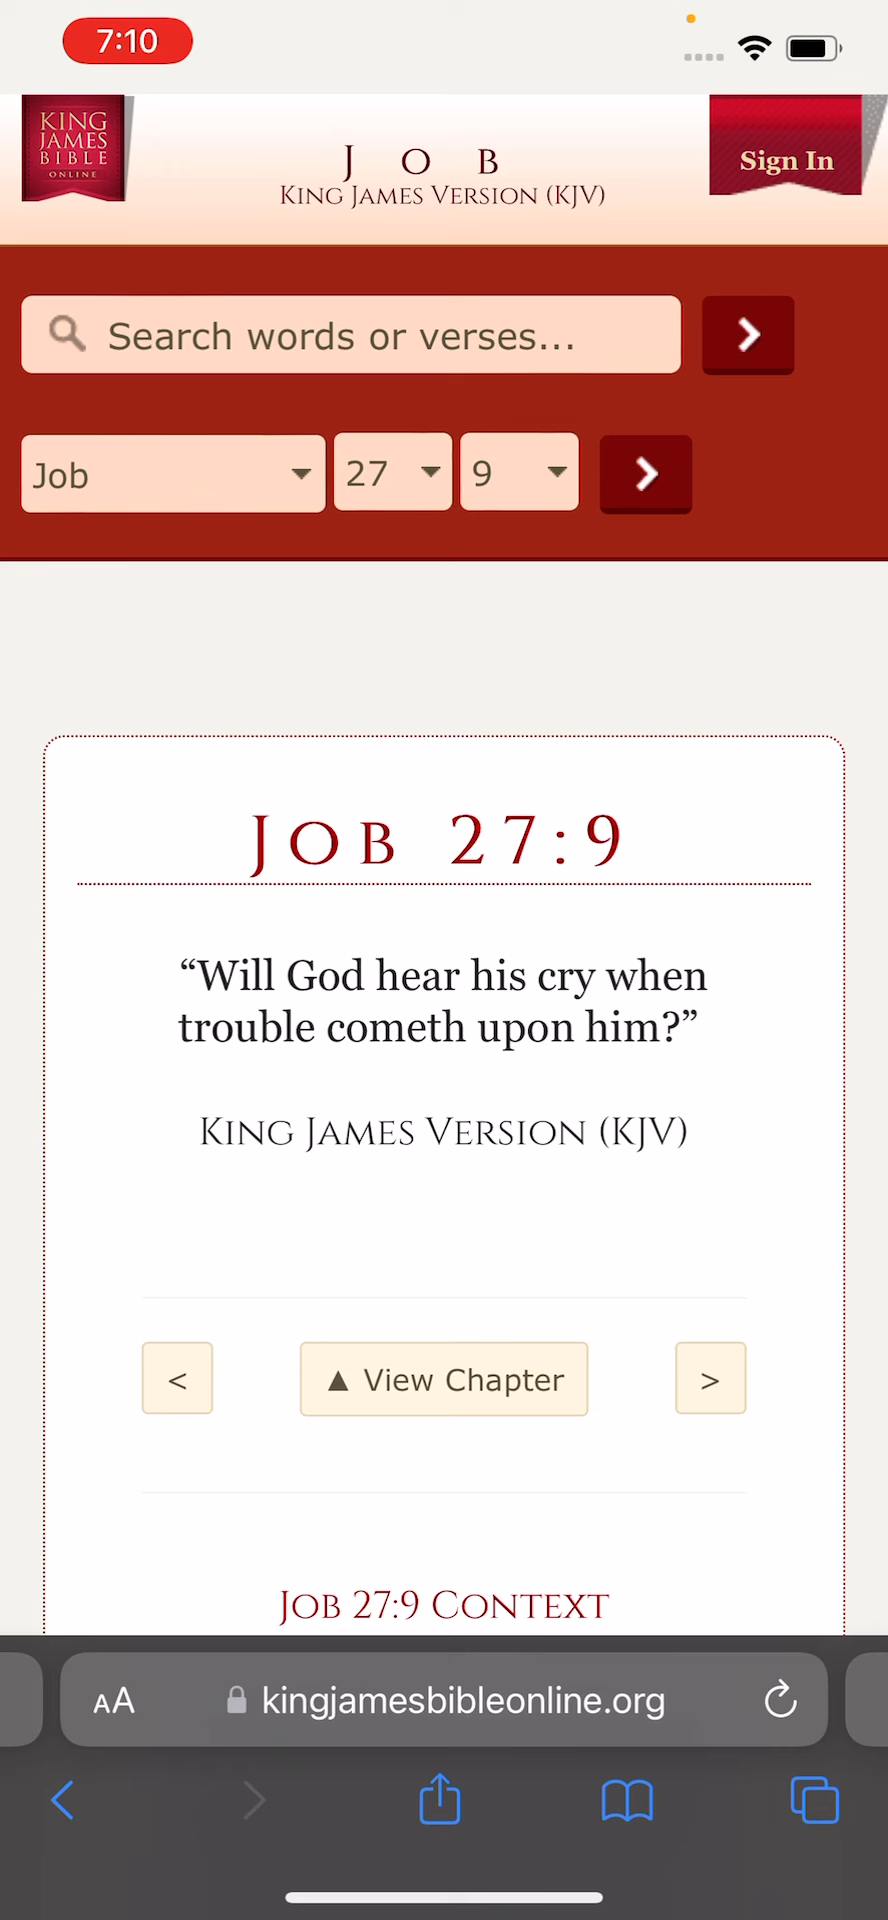 7:10
KING
JAMES
BIBLE
ONLINE
JOB
KING JAMES VERSION (KJV)
Sign In
Search words or verses...
Job 27 9
JOB 27:9
“Will God hear his cry when
trouble cometh upon him?”
KING JAMES VERSION (KJV)
< ▲ View Chapter >
JOB 27:9 CONTEXT
AA kingjamesbibleonline.org